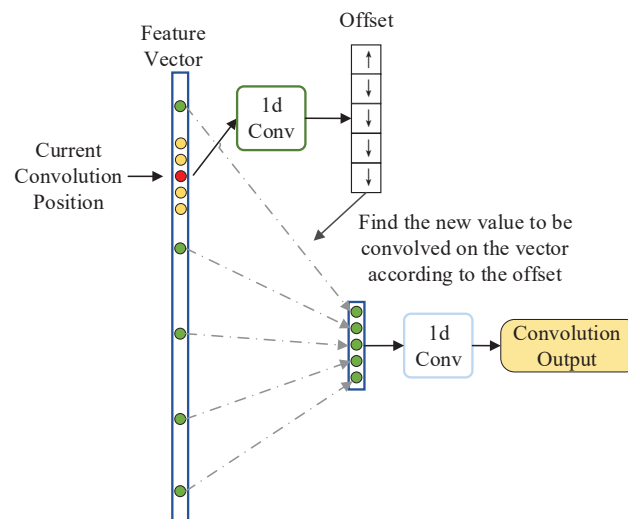 Offset
Feature
Vector
1d
Conv
Current
Convolution
Position
Find the new value to be
convolved on the vector
according to the offset
1d
Conv
Convolution
Output